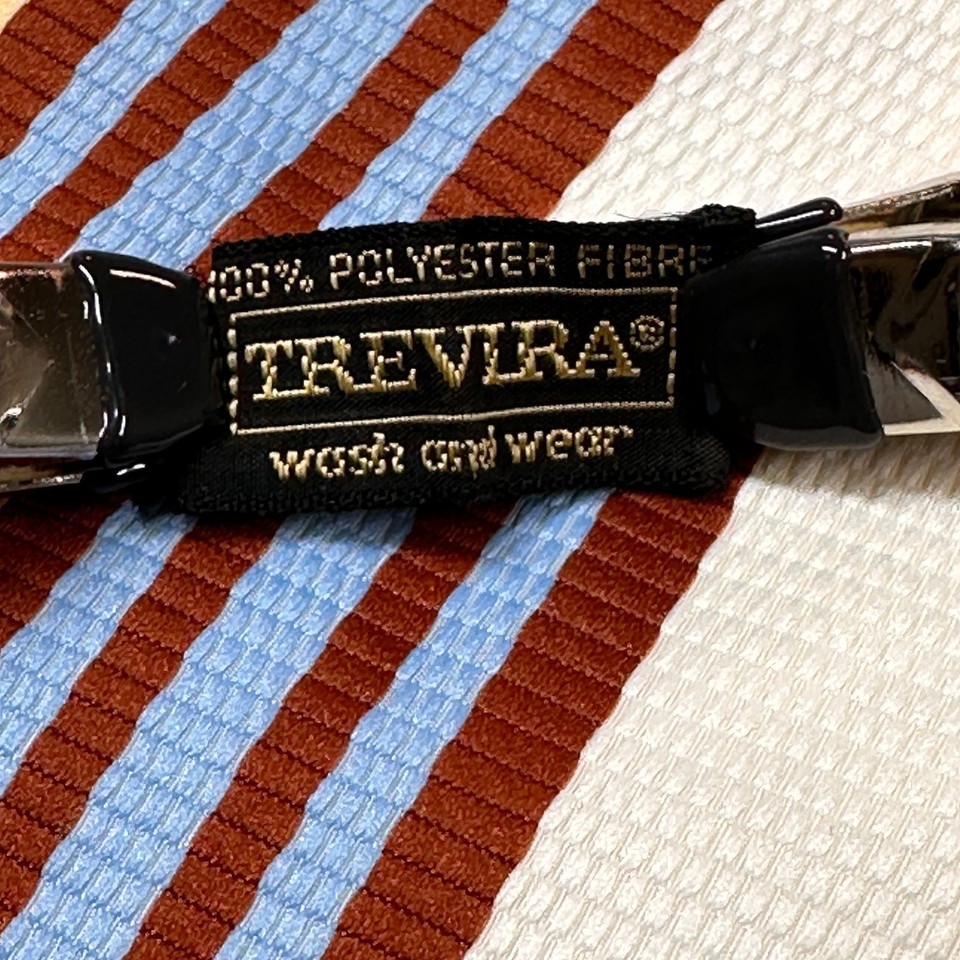 100% POLYESTER FIBRE
TREVIRA®
wash and wear